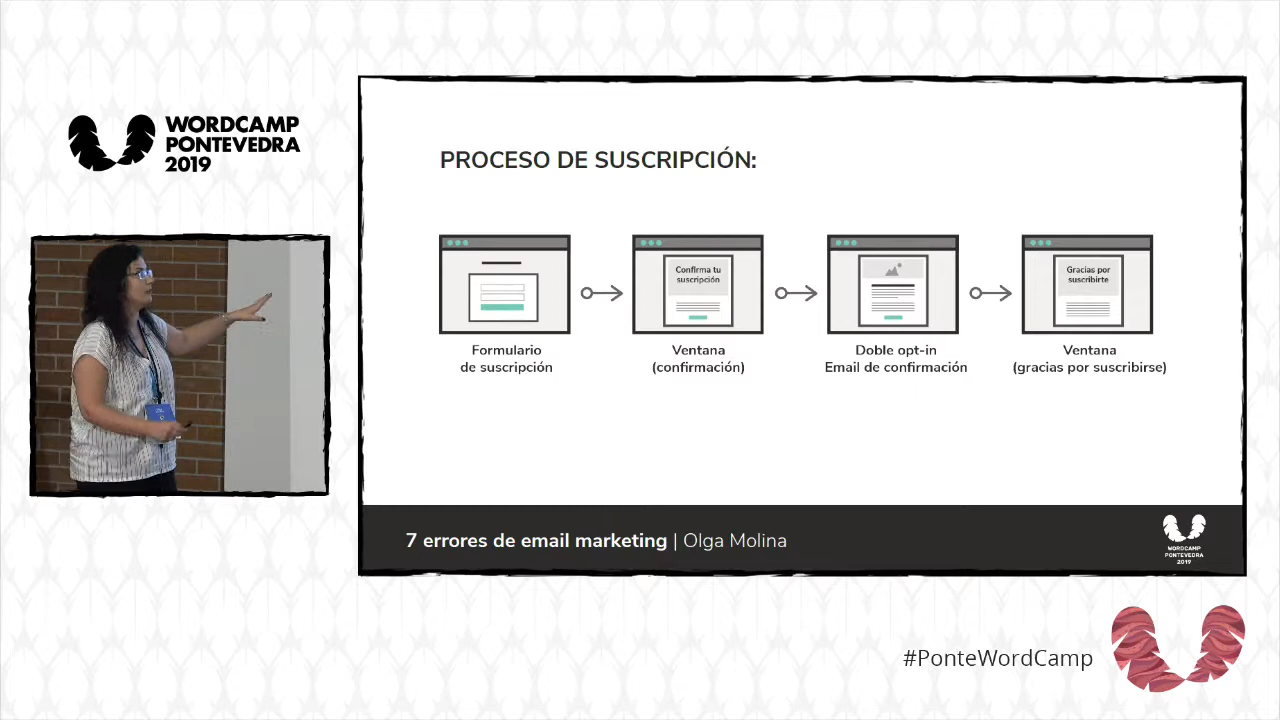 WORDCAMP
PONTEVEDRA
2019
PROCESO DE SUSCRIPCIÓN:
Confirma tu
suscripción
Gracias por
suscribirte
Formulario
de suscripción
Ventana
(confirmación)
Doble opt-in
Email de confirmación
Ventana
(gracias por suscribirse)
7 errores de email marketing | Olga Molina
WORDCAMP
PONTEVEDRA
2019
#PonteWordCamp